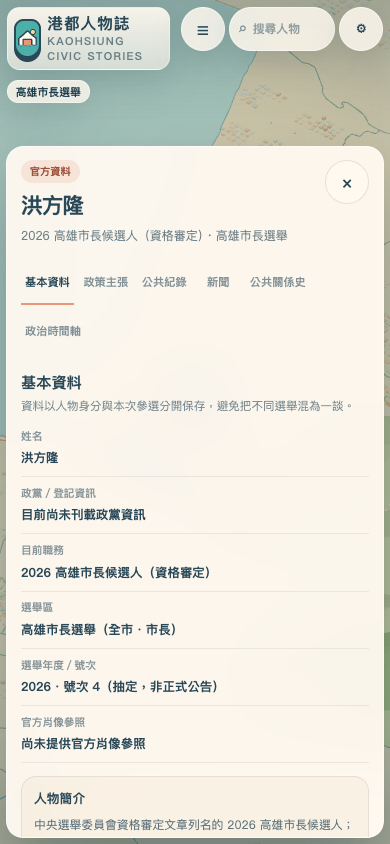 港都人物誌
KAOHSIUNG
CIVIC STORIES
搜尋人物
高雄市長選舉
官方資料
洪方隆
2026 高雄市長候選人（資格審定）· 高雄市長選舉
基本資料 政策主張 公共紀錄 新聞 公共關係史
政治時間軸
基本資料
資料以人物身分與本次參選分開保存，避免把不同選舉混為一談。
姓名
洪方隆
政黨 / 登記資訊
目前尚未刊載政黨資訊
目前職務
2026 高雄市長候選人（資格審定）
選舉區
高雄市長選舉（全市 · 市長）
選舉年度 / 號次
2026 · 號次 4（抽定，非正式公告）
官方肖像參照
尚未提供官方肖像參照
人物簡介
中央選舉委員會資格審定文章列名的 2026 高雄市長候選人；